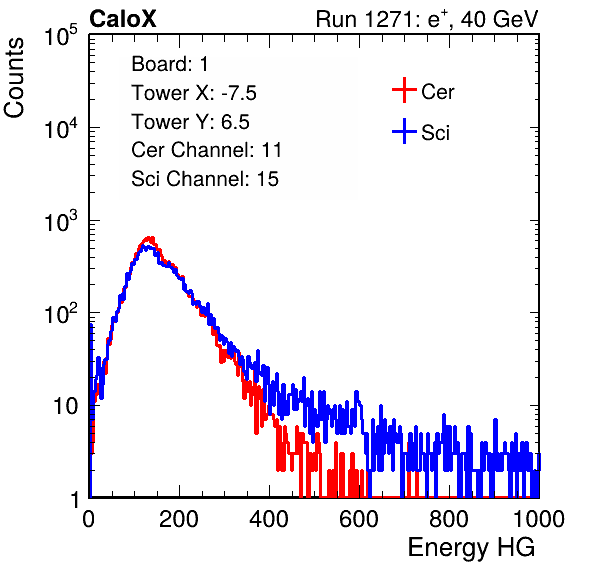 CaloX Run 1271: e⁺, 40 GeV
Counts
10⁵
10⁴
10³
10²
10
1
Board: 1
Tower X: -7.5
Tower Y: 6.5
Cer Channel: 11
Sci Channel: 15
Cer
Sci
0 200 400 600 800 1000
Energy HG